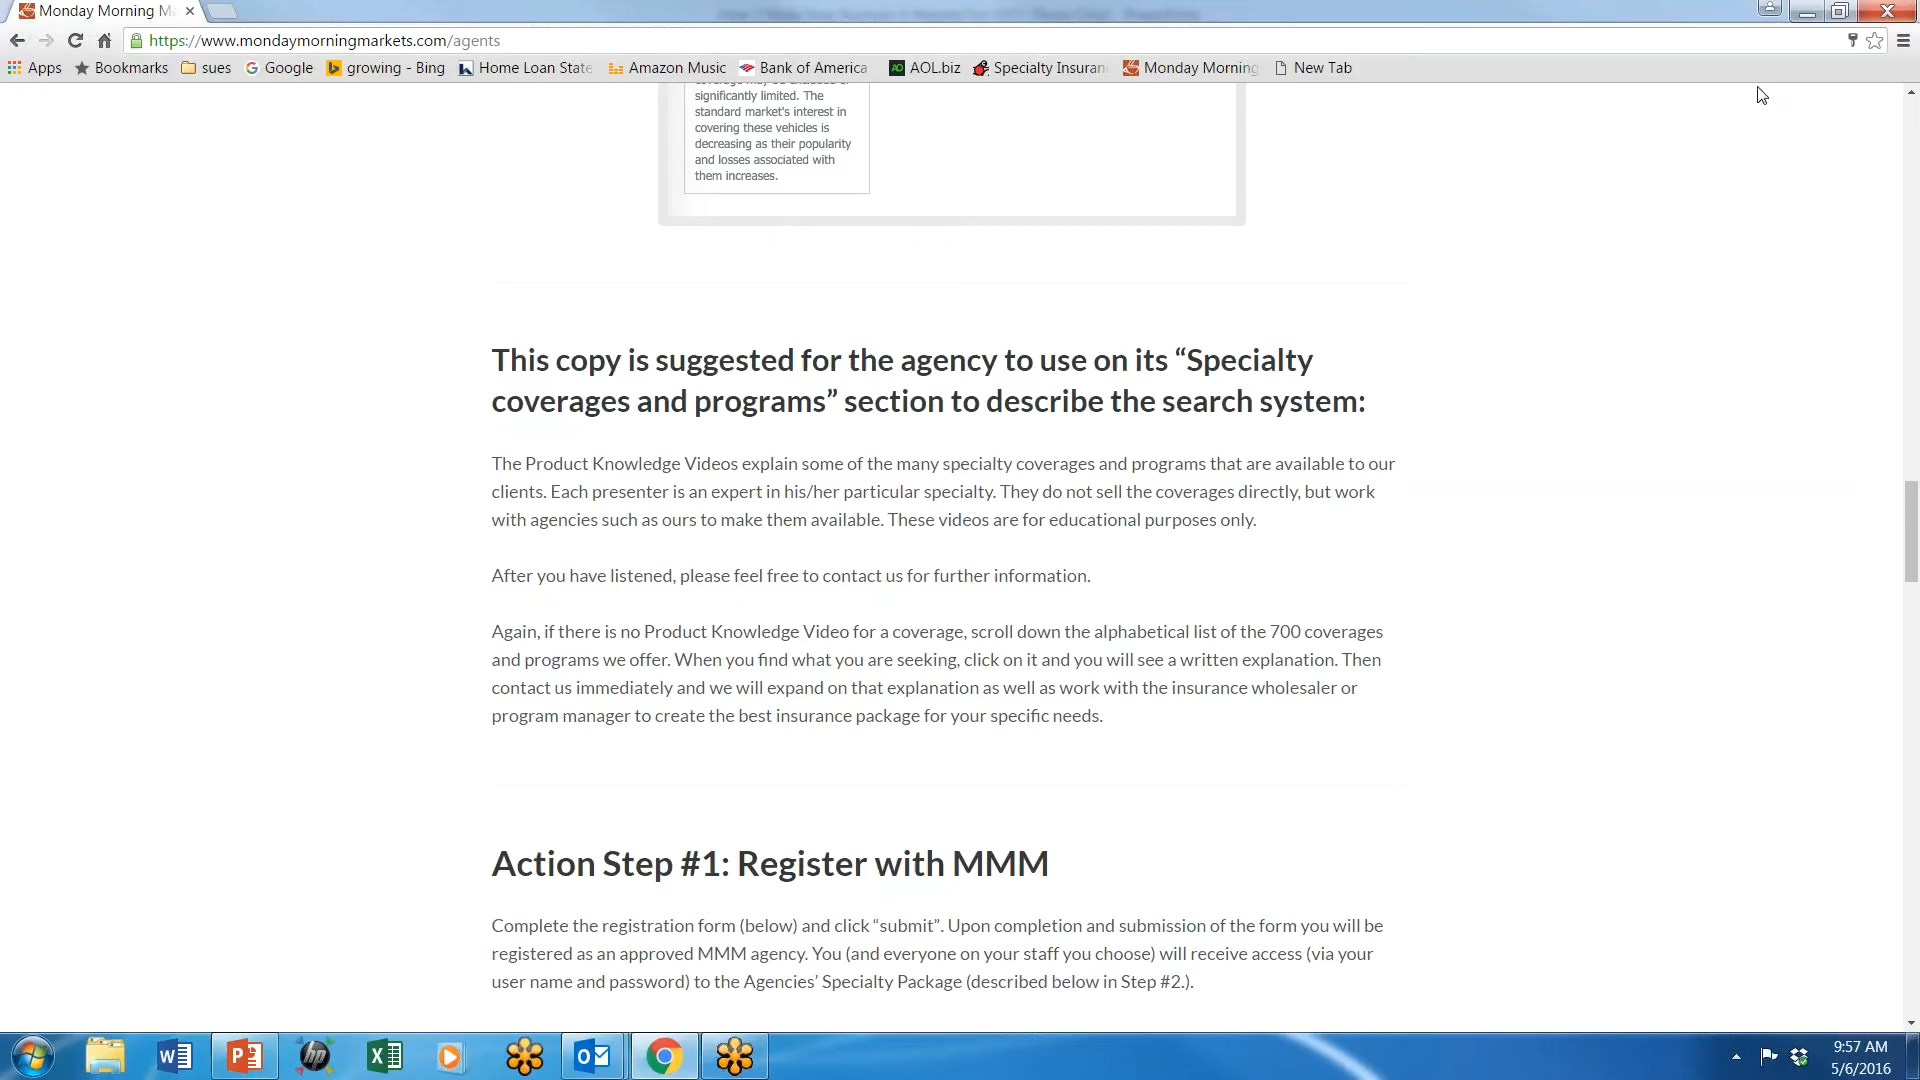 Monday Morning M
https://www.mondaymorningmarkets.com/agents
Apps Bookmarks sues Google growing - Bing Home Loan State Amazon Music Bank of America AOL.biz Specialty Insuran Monday Morning New Tab
significantly limited. The
standard market's interest in
covering these vehicles is
decreasing as their popularity
and losses associated with
them increases.
This copy is suggested for the agency to use on its “Specialty
coverages and programs” section to describe the search system:
The Product Knowledge Videos explain some of the many specialty coverages and programs that are available to our
clients. Each presenter is an expert in his/her particular specialty. They do not sell the coverages directly, but work
with agencies such as ours to make them available. These videos are for educational purposes only.
After you have listened, please feel free to contact us for further information.
Again, if there is no Product Knowledge Video for a coverage, scroll down the alphabetical list of the 700 coverages
and programs we offer. When you find what you are seeking, click on it and you will see a written explanation. Then
contact us immediately and we will expand on that explanation as well as work with the insurance wholesaler or
program manager to create the best insurance package for your specific needs.
Action Step #1: Register with MMM
Complete the registration form (below) and click “submit”. Upon completion and submission of the form you will be
registered as an approved MMM agency. You (and everyone on your staff you choose) will receive access (via your
user name and password) to the Agencies’ Specialty Package (described below in Step #2.).
9:57 AM
5/6/2016